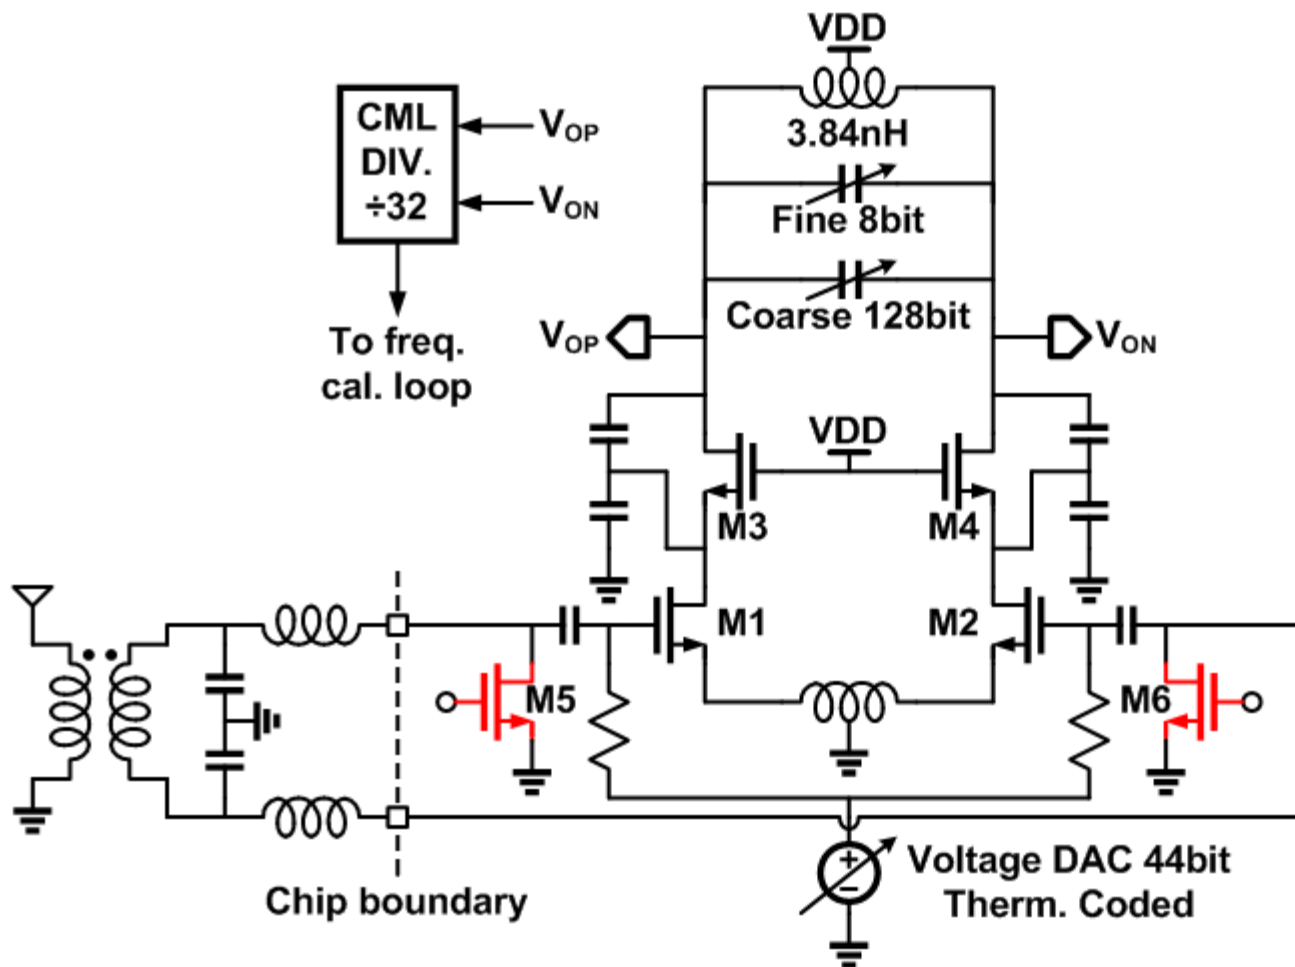 VDD
3.84nH
Fine 8bit
Coarse 128bit
CML
DIV.
÷32
VOP
VON
To freq.
cal. loop
VOP
VON
VDD
M3
M4
M1
M2
M5
M6
Chip boundary
Voltage DAC 44bit
Therm. Coded
+
−